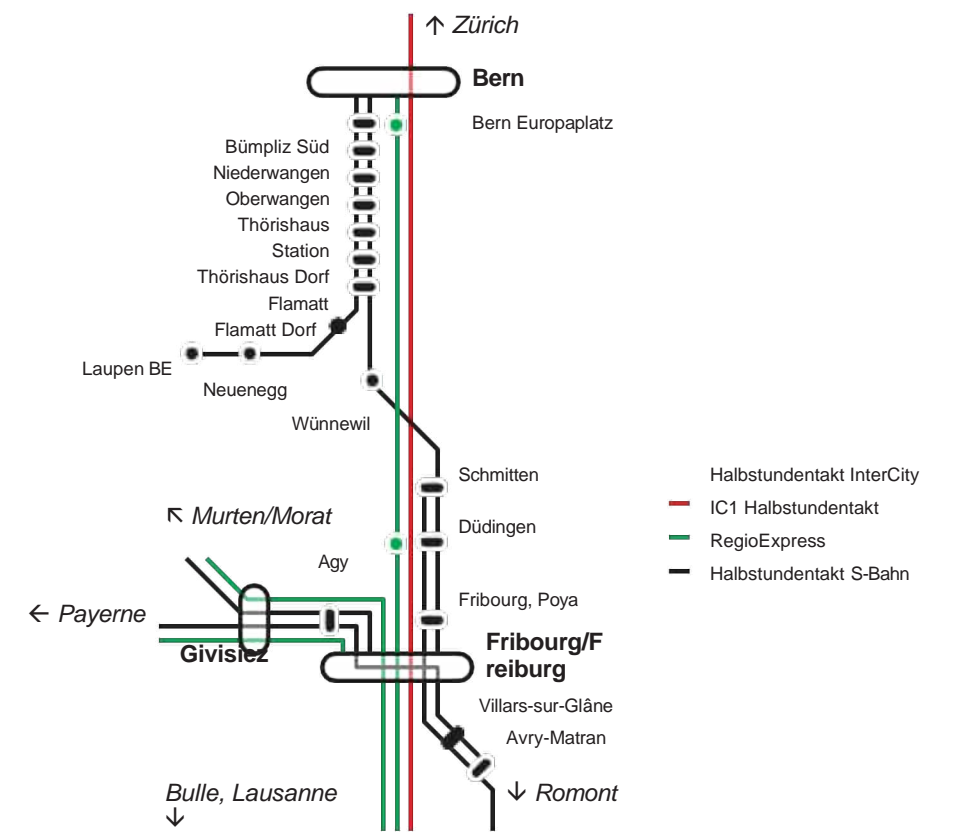 ↑ Zürich
Bern
Bern Europaplatz
Bümpliz Süd
Niederwangen
Oberwangen
Thörishaus
Station
Thörishaus Dorf
Flamatt
Flamatt Dorf
Laupen BE
Neuenegg
Wünnewil
Schmitten
Halbstundentakt InterCity
IC1 Halbstundentakt
RegioExpress
Halbstundentakt S-Bahn
↖ Murten/Morat
Düdingen
Agy
Fribourg, Poya
← Payerne
Givisiez
Fribourg/F
reiburg
Villars-sur-Glâne
Avry-Matran
Bulle, Lausanne
↓
↓ Romont